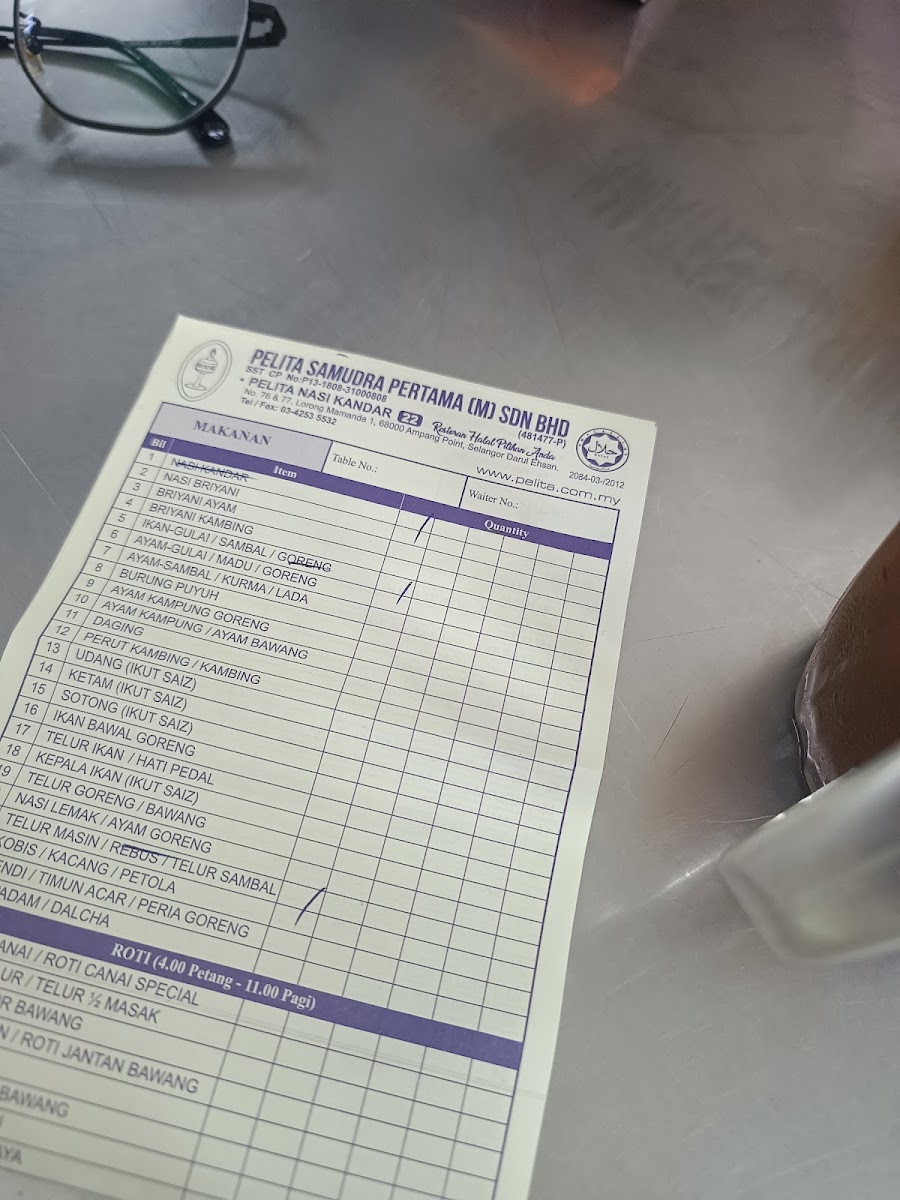 PELITA SAMUDRA PERTAMA (M) SDN BHD
(481477-P)
SST CP No:P13-1808-31000808
• PELITA NASI KANDAR 22 Restoran Halal Pilihan Anda
No. 76 & 77, Lorong Mamanda 1, 68000 Ampang Point, Selangor Darul Ehsan.
Tel / Fax: 03-4253 5532
www.pelita.com.my
2084-03-/2012
MAKANAN
Table No.:
Waiter No.:
Bil Item Quantity
1 NASI KANDAR
2 NASI BRIYANI
3 BRIYANI AYAM
4 BRIYANI KAMBING
5 IKAN-GULAI / SAMBAL / GORENG
6 AYAM-GULAI / MADU / GORENG
7 AYAM-SAMBAL / KURMA / LADA
8 BURUNG PUYUH
9 AYAM KAMPUNG GORENG
10 AYAM KAMPUNG / AYAM BAWANG
11 DAGING
12 PERUT KAMBING / KAMBING
13 UDANG (IKUT SAIZ)
14 KETAM (IKUT SAIZ)
15 SOTONG (IKUT SAIZ)
16 IKAN BAWAL GORENG
17 TELUR IKAN / HATI PEDAL
18 KEPALA IKAN (IKUT SAIZ)
19 TELUR GORENG / BAWANG
NASI LEMAK / AYAM GORENG
TELUR MASIN / REBUS / TELUR SAMBAL
KOBIS / KACANG / PETOLA
ENDI / TIMUN ACAR / PERIA GORENG
ADAM / DALCHA
ROTI (4.00 Petang - 11.00 Pagi)
ANAI / ROTI CANAI SPECIAL
UR / TELUR ½ MASAK
R BAWANG
N / ROTI JANTAN BAWANG
BAWANG
AYA